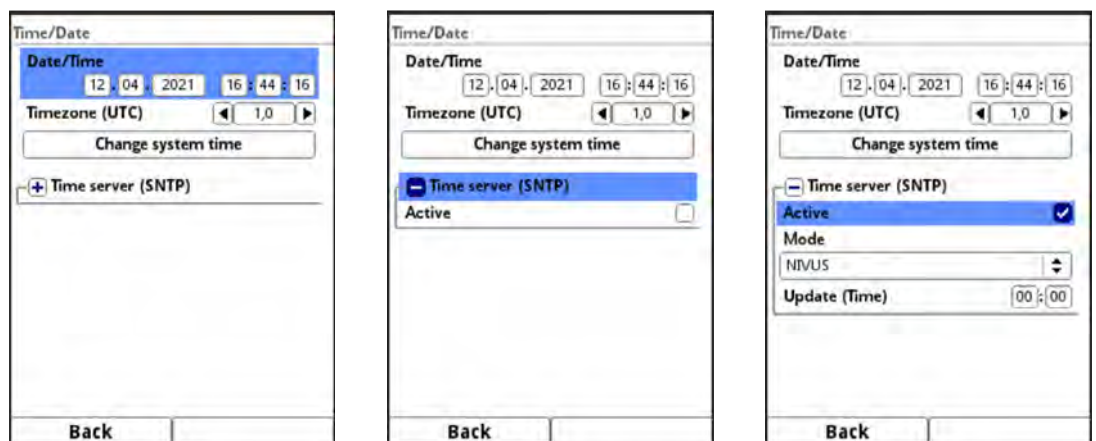 Time/Date
Date/Time
12 . 04 . 2021 16 : 44 : 16
Timezone (UTC) 1,0
Change system time
Time server (SNTP)
Back
Time/Date
Date/Time
12 . 04 . 2021 16 : 44 : 16
Timezone (UTC) 1,0
Change system time
Time server (SNTP)
Active
Back
Time/Date
Date/Time
12 . 04 . 2021 16 : 44 : 16
Timezone (UTC) 1,0
Change system time
Time server (SNTP)
Active
Mode
NIVUS
Update (Time) 00 : 00
Back